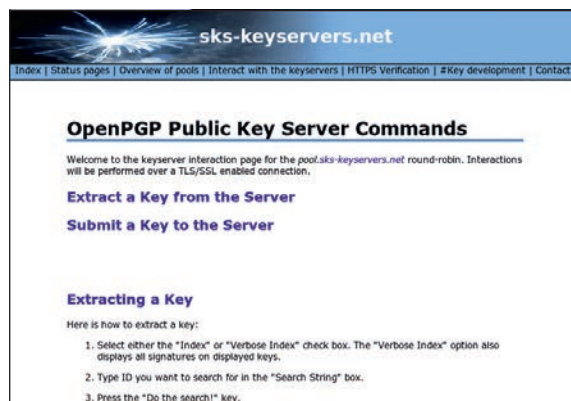 sks-keyservers.net
Index | Status pages | Overview of pools | Interact with the keyservers | HTTPS Verification | #Key development | Contact
OpenPGP Public Key Server Commands
Welcome to the keyserver interaction page for the pool.sks-keyservers.net round-robin. Interactions
will be performed over a TLS/SSL enabled connection.
Extract a Key from the Server
Submit a Key to the Server
Extracting a Key
Here is how to extract a key:
1. Select either the "Index" or "Verbose Index" check box. The "Verbose Index" option also
displays all signatures on displayed keys.
2. Type ID you want to search for in the "Search String" box.
3. Press the "Do the search!" key.